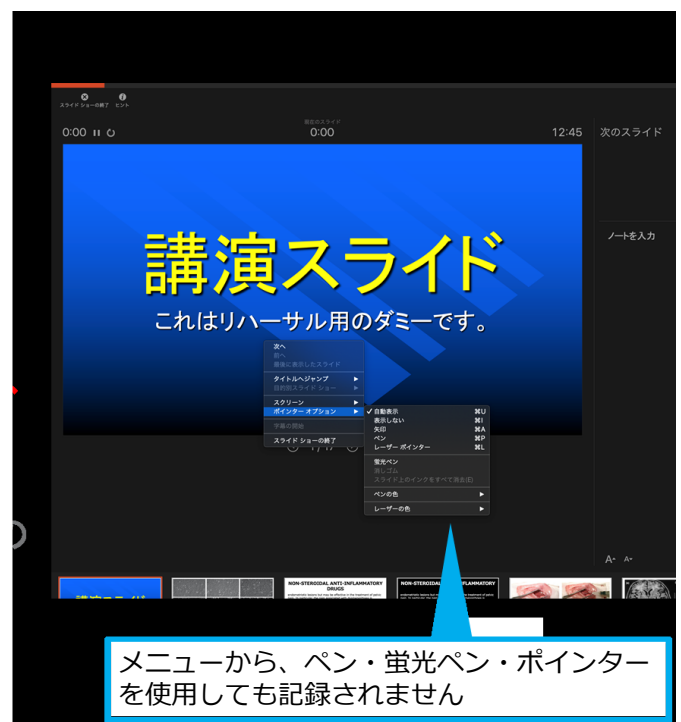 スライド ショーの終了 ヒント
現在のスライド
0:00
0:00
12:45
次のスライド
講演スライド
これはリハーサル用のダミーです。
ノートを入力
次へ
前へ
最後に表示したスライド
タイトルへジャンプ
目的別スライド ショー
スクリーン
ポインター オプション
字幕の開始
スライド ショーの終了
自動表示 ⌘U
表示しない ⌘I
矢印 ⌘A
ペン ⌘P
レーザー ポインター ⌘L
蛍光ペン
消しゴム
スライド上のインクをすべて消去(E)
ペンの色
レーザーの色
1 / 17
NON-STEROIDAL ANTI-INFLAMMATORY
DRUGS
メニューから、ペン・蛍光ペン・ポインター
を使用しても記録されません